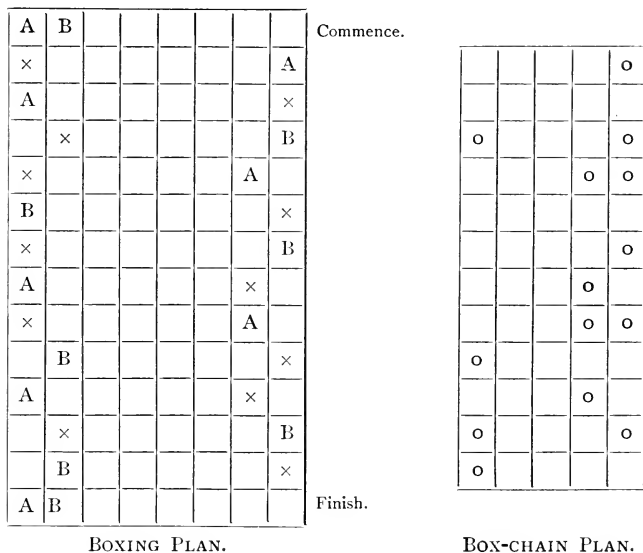 A B Commence.
× A o
A ×
× B o o
× A o o
B ×
× B o
A × o
× A o o
B × o
A × o
× B o o
B × o
A B Finish.
BOXING PLAN. BOX-CHAIN PLAN.